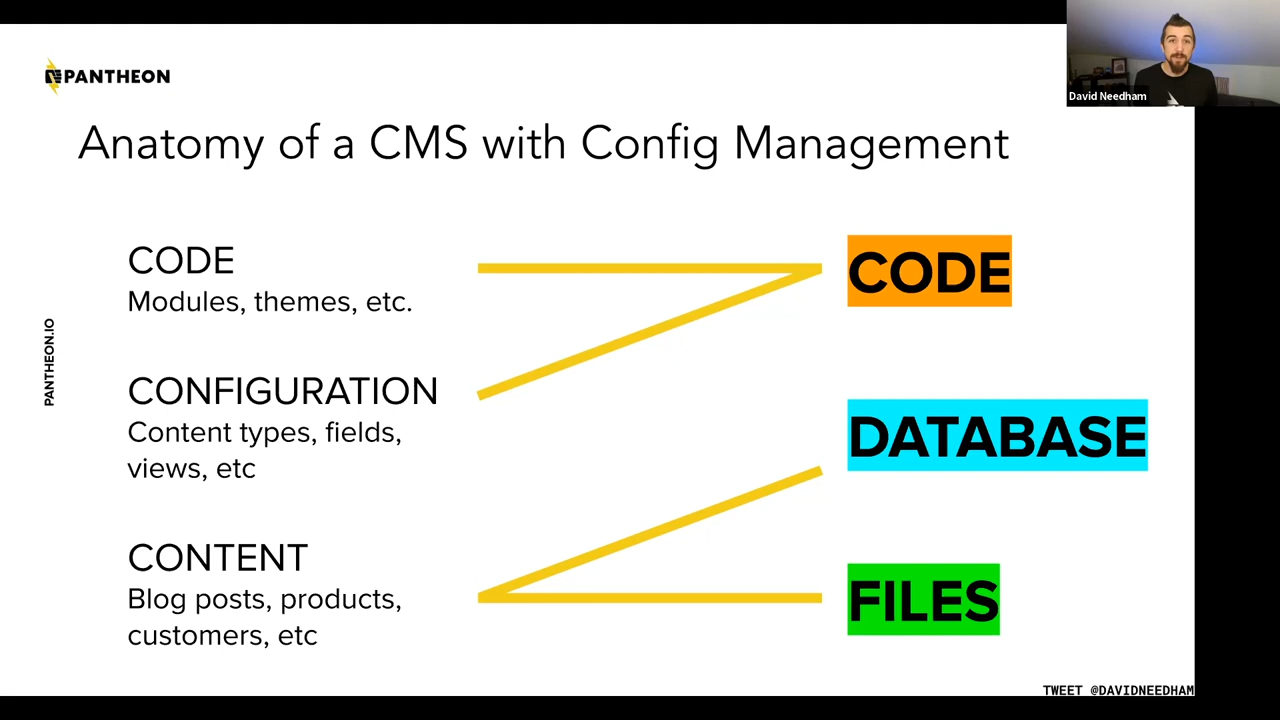 David Needham
PANTHEON
Anatomy of a CMS with Config Management
CODE
Modules, themes, etc.
CONFIGURATION
Content types, fields,
views, etc
CONTENT
Blog posts, products,
customers, etc
CODE
DATABASE
FILES
PANTHEON.IO
TWEET @DAVIDNEEDHAM